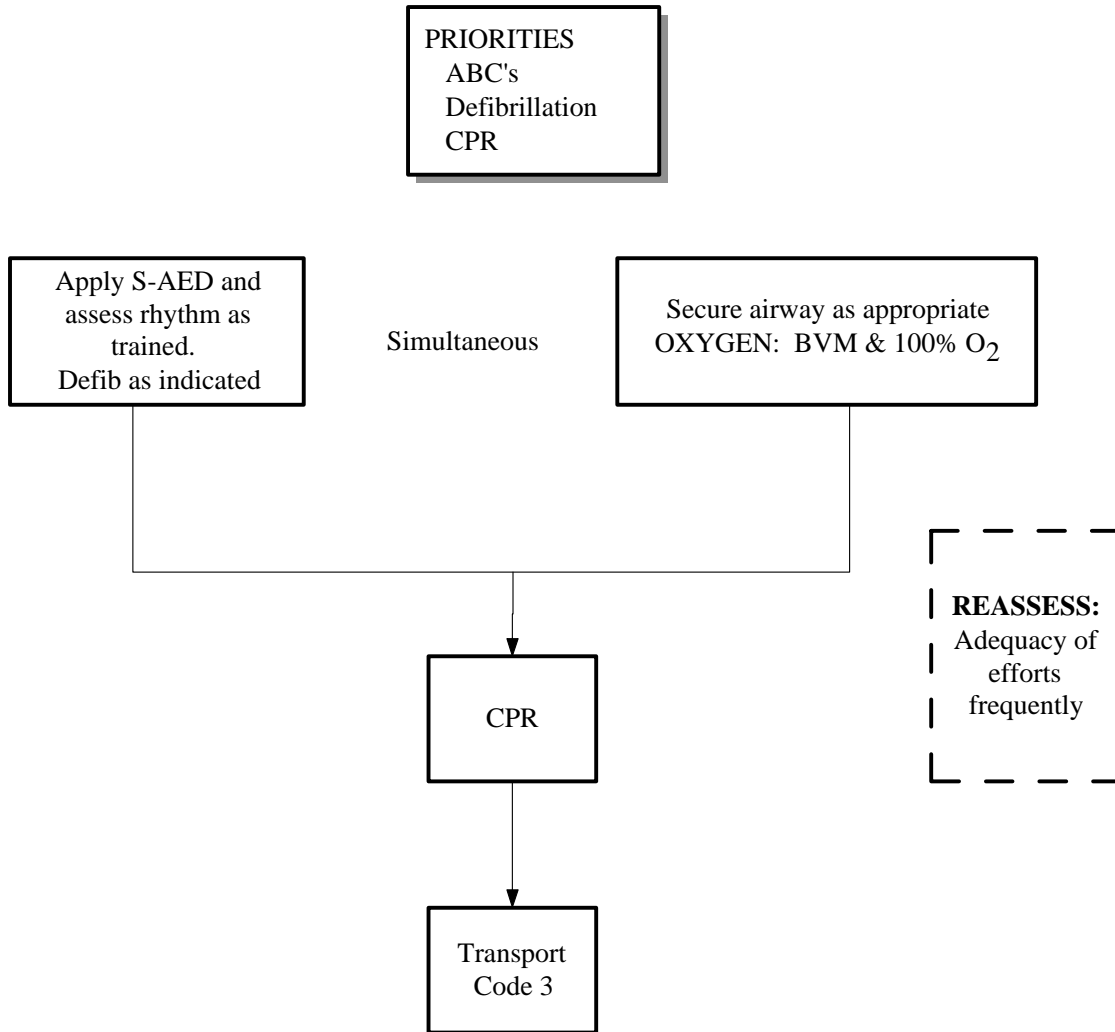 PRIORITIES
ABC's
Defibrillation
CPR
Apply S-AED and
assess rhythm as
trained.
Defib as indicated
Simultaneous
Secure airway as appropriate
OXYGEN: BVM & 100% O2
REASSESS:
Adequacy of
efforts
frequently
CPR
Transport
Code 3